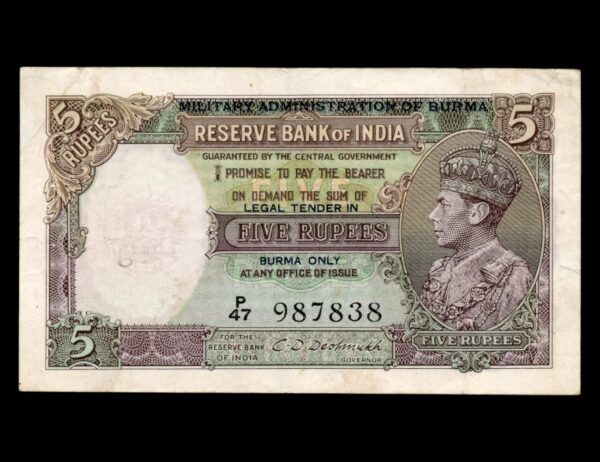 MILITARY ADMINISTRATION OF BURMA
5 RUPEES
RESERVE BANK OF INDIA
5
GUARANTEED BY THE CENTRAL GOVERNMENT
I PROMISE TO PAY THE BEARER
FIVE
ON DEMAND THE SUM OF
LEGAL TENDER IN
FIVE RUPEES
BURMA ONLY
AT ANY OFFICE OF ISSUE
P/47 987838
5
FOR THE
RESERVE BANK
OF INDIA
C. D. Deshmukh
GOVERNOR
FIVE RUPEES